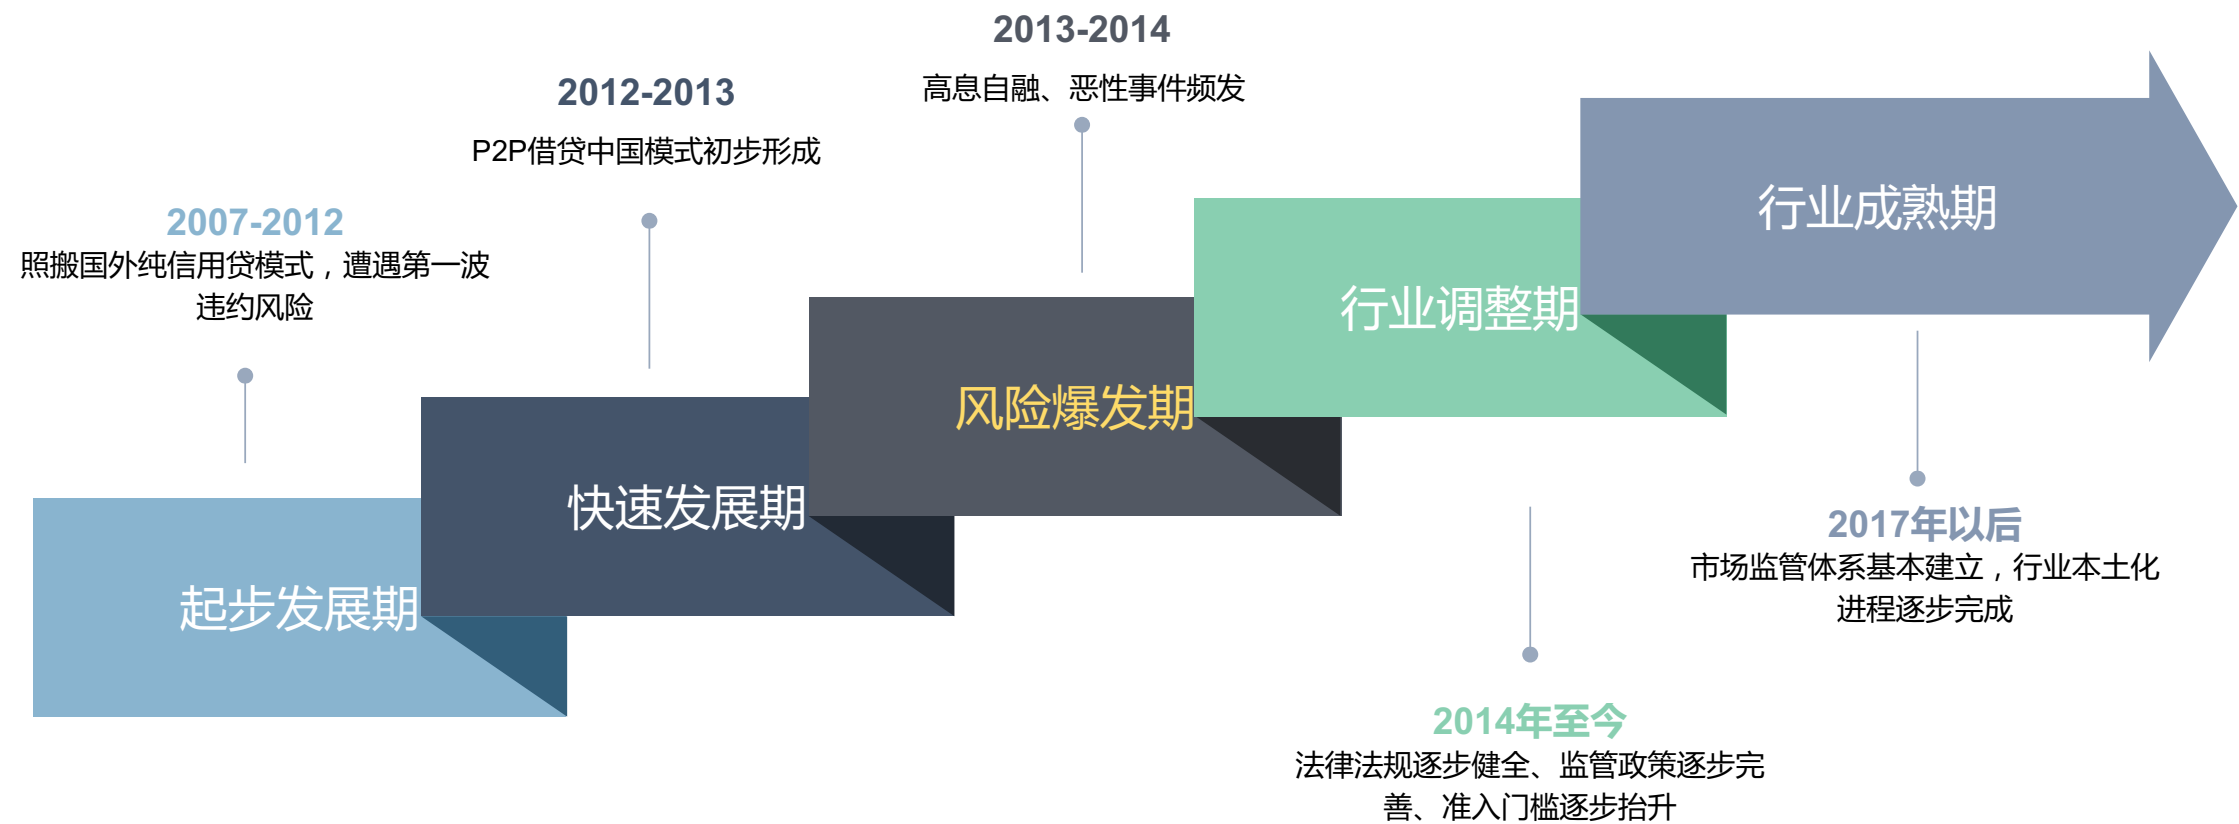 2007-2012
照搬国外纯信用贷模式，遭遇第一波
违约风险
起步发展期
2012-2013
P2P借贷中国模式初步形成
快速发展期
2013-2014
高息自融、恶性事件频发
风险爆发期
行业调整期
2014年至今
法律法规逐步健全、监管政策逐步完
善、准入门槛逐步抬升
行业成熟期
2017年以后
市场监管体系基本建立，行业本土化
进程逐步完成